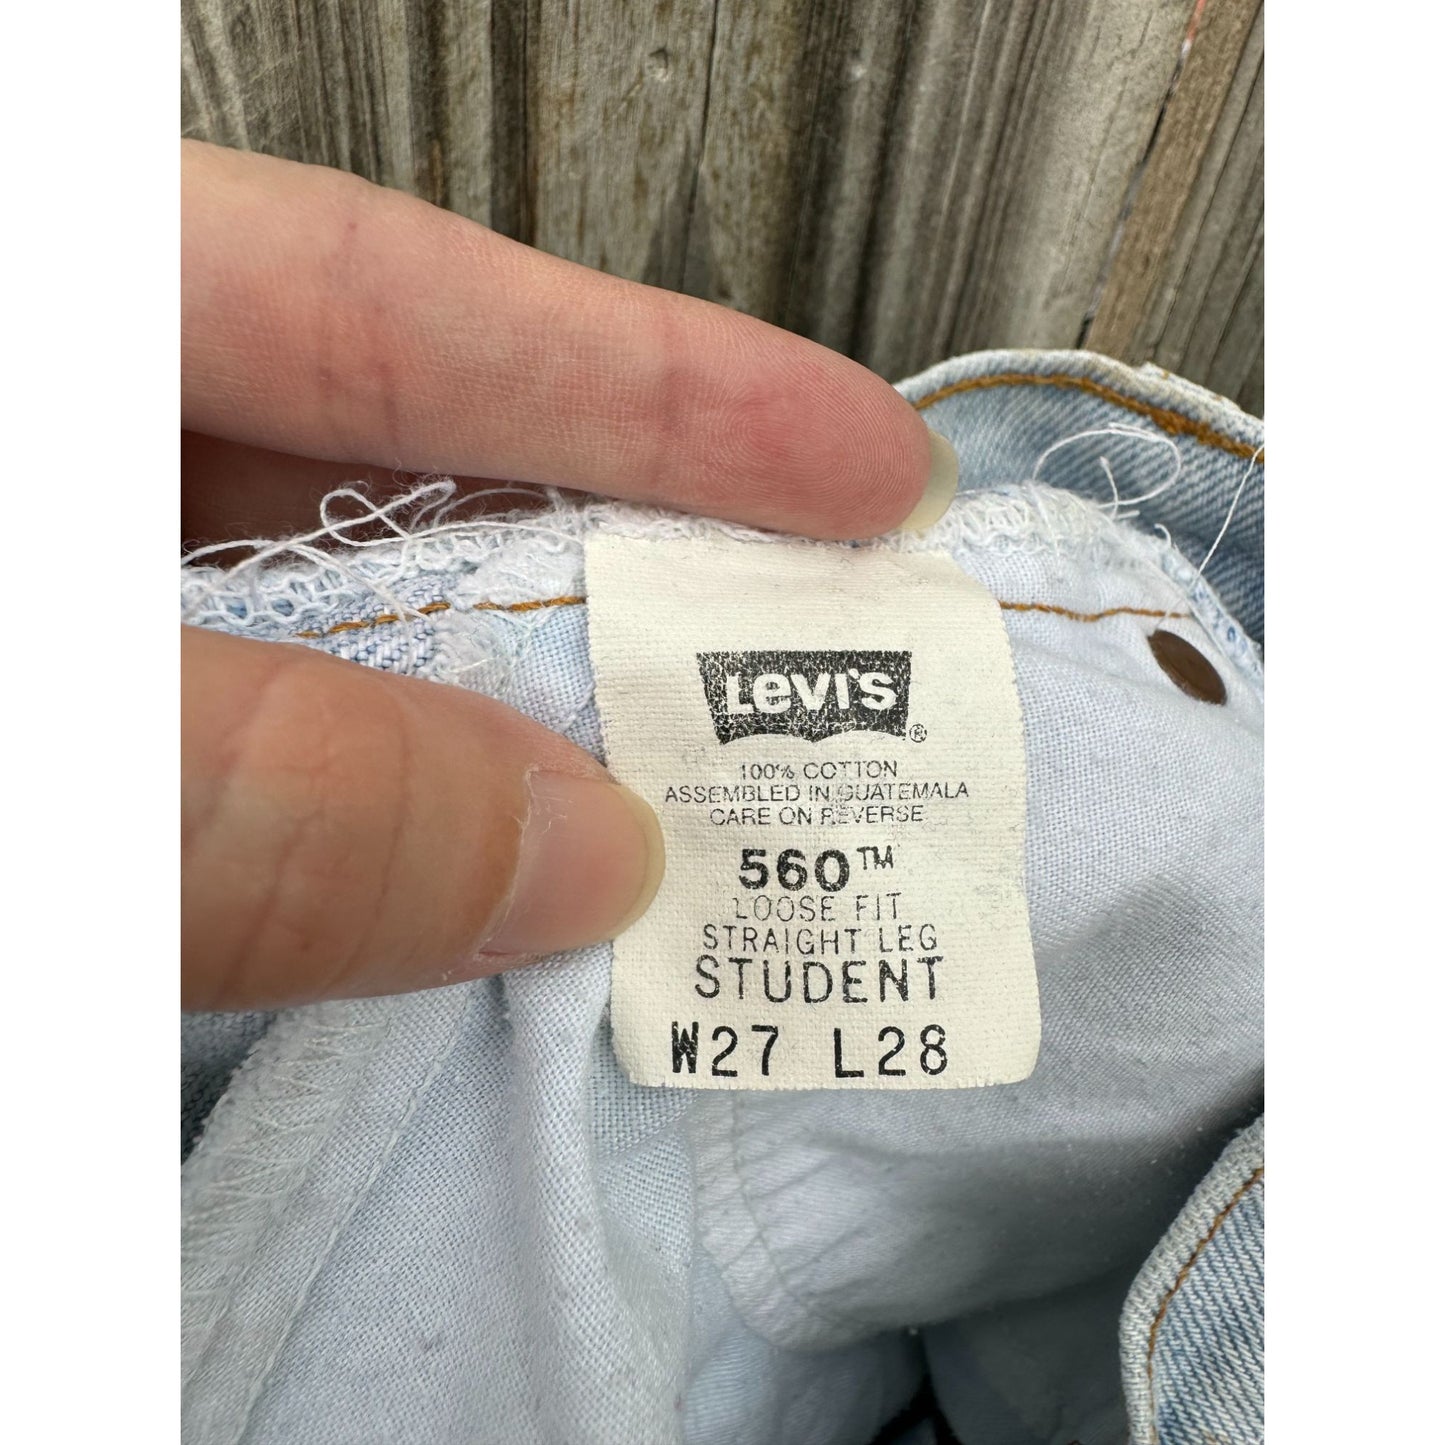 Levi's ®
100% COTTON
ASSEMBLED IN GUATEMALA
CARE ON REVERSE
560™
LOOSE FIT
STRAIGHT LEG
STUDENT
W27 L28